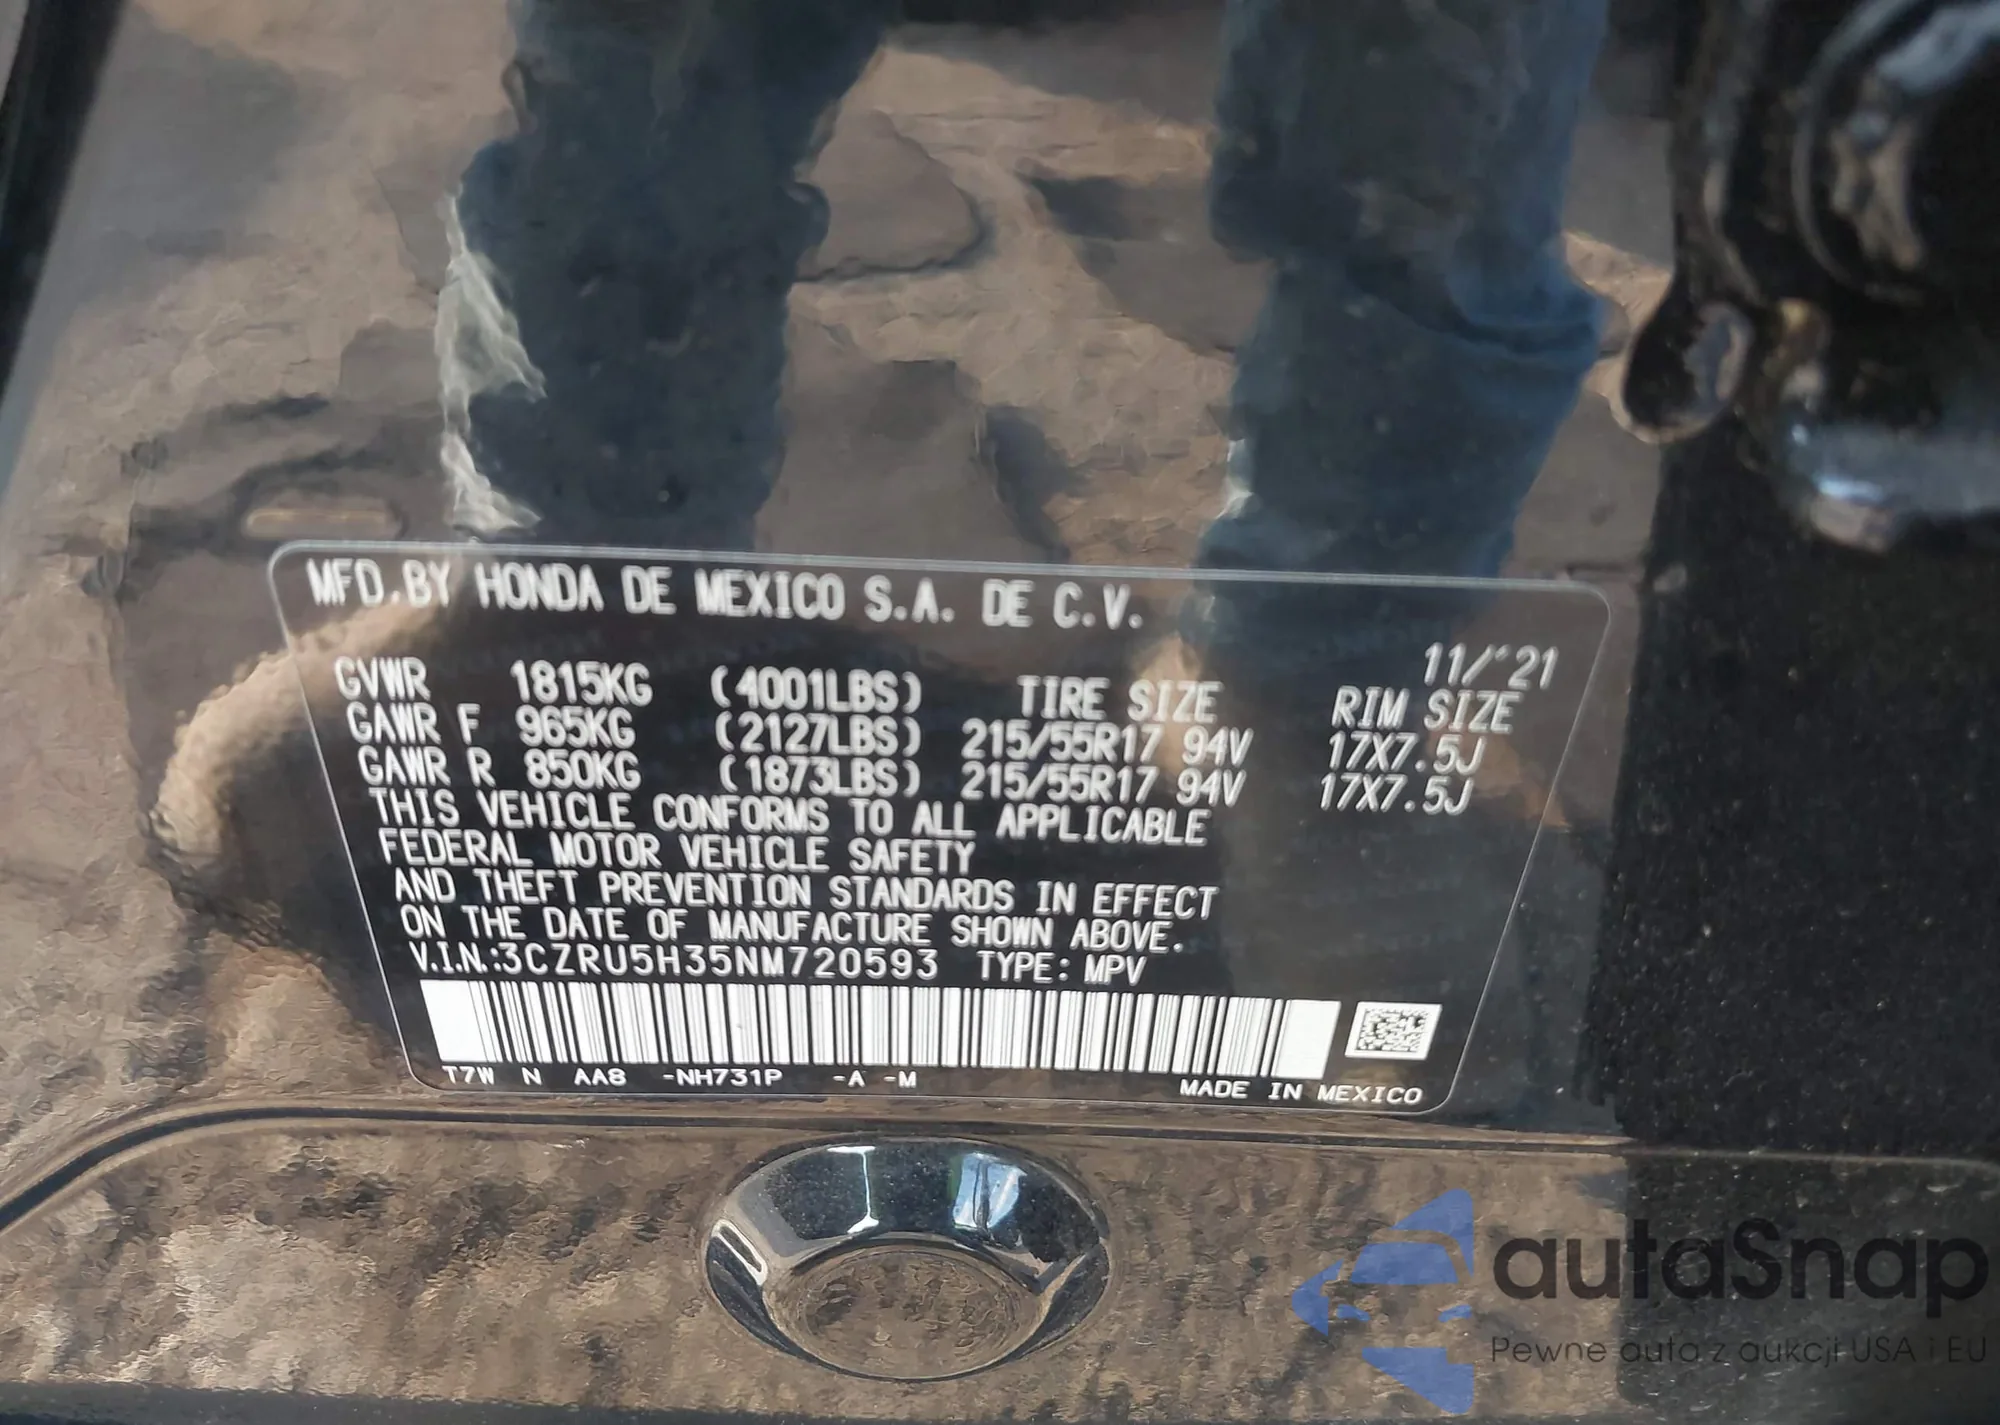 MFD. BY HONDA DE MEXICO S.A. DE C.V.
11/'21
GVWR 1815KG (4001LBS) TIRE SIZE RIM SIZE
GAWR F 965KG (2127LBS) 215/55R17 94V 17X7.5J
GAWR R 850KG (1873LBS) 215/55R17 94V 17X7.5J
THIS VEHICLE CONFORMS TO ALL APPLICABLE
FEDERAL MOTOR VEHICLE SAFETY
AND THEFT PREVENTION STANDARDS IN EFFECT
ON THE DATE OF MANUFACTURE SHOWN ABOVE.
V.I.N.:3CZRU5H35NM720593 TYPE: MPV
T7W N AA8 -NH731P -A -M MADE IN MEXICO
autaSnap
Pewne auta z aukcji USA i EU